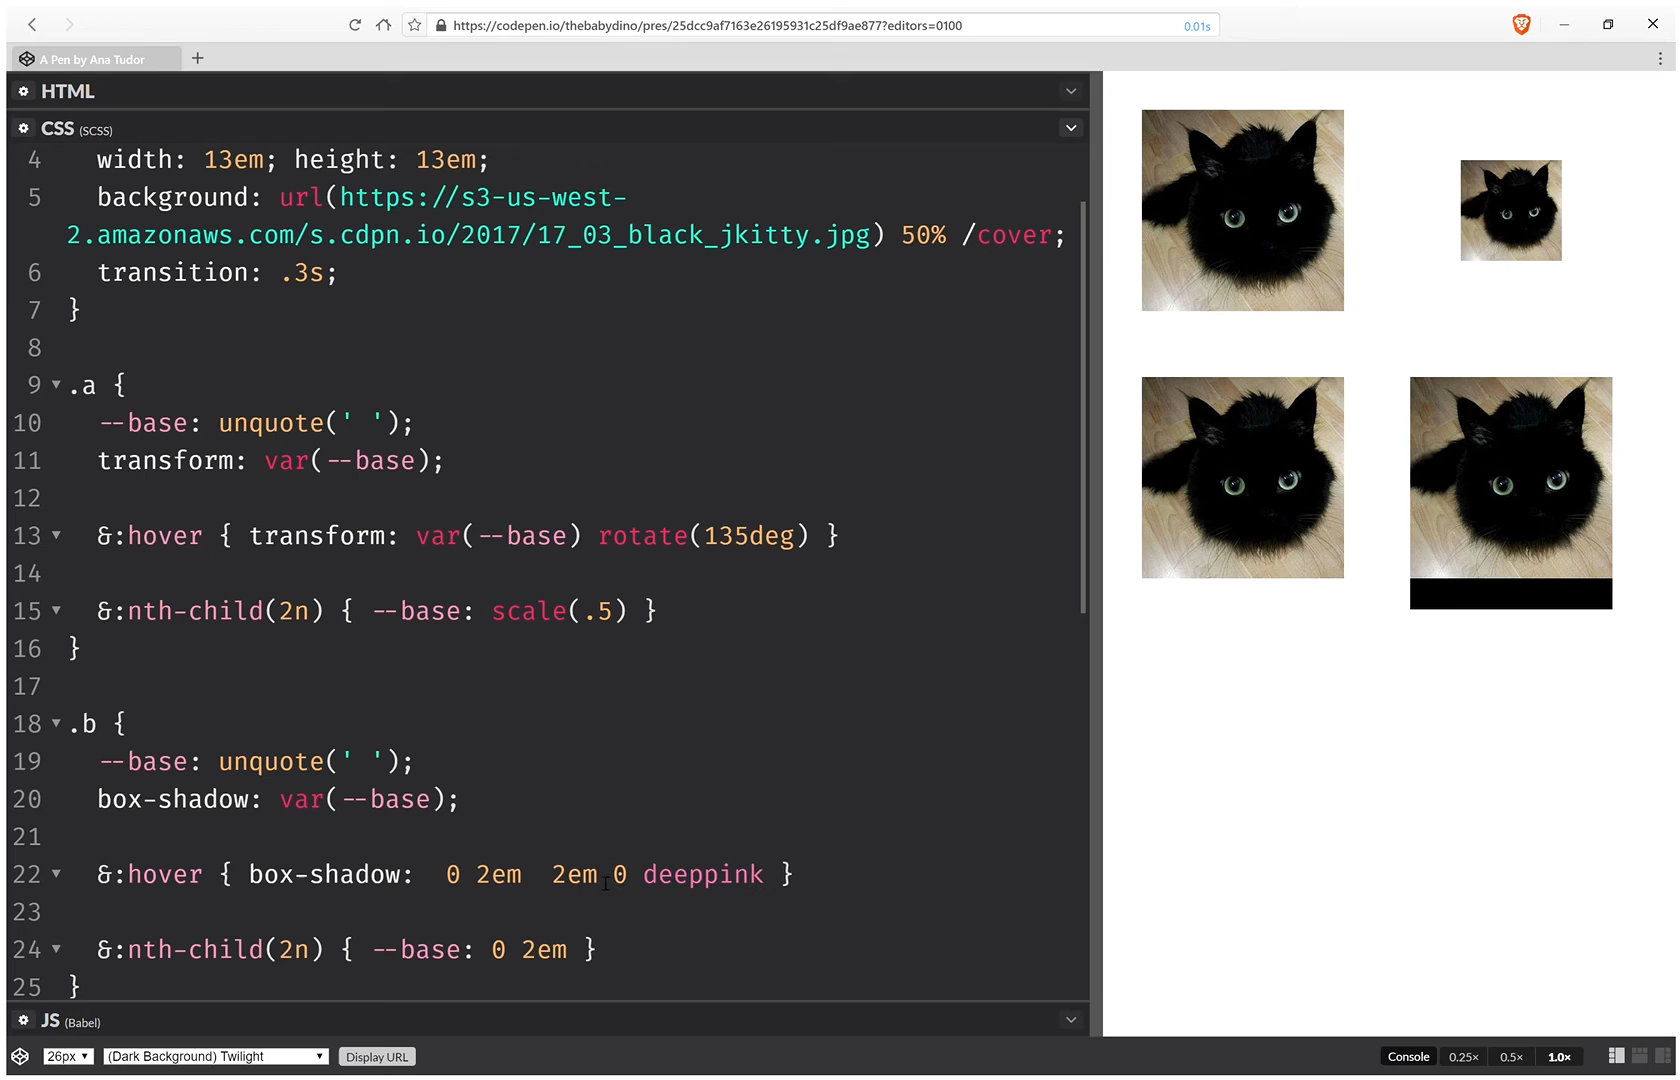 https://codepen.io/thebabydino/pres/25dcc9af7163e26195931c25df9ae877?editors=0100
0.01s
A Pen by Ana Tudor
HTML
CSS (SCSS)
4 width: 13em; height: 13em;
5 background: url(https://s3-us-west-
2.amazonaws.com/s.cdpn.io/2017/17_03_black_jkitty.jpg) 50% /cover;
6 transition: .3s;
7 }
8
9 .a {
10 --base: unquote(' ');
11 transform: var(--base);
12
13 &:hover { transform: var(--base) rotate(135deg) }
14
15 &:nth-child(2n) { --base: scale(.5) }
16 }
17
18 .b {
19 --base: unquote(' ');
20 box-shadow: var(--base);
21
22 &:hover { box-shadow:  0 2em  2em 0 deeppink }
23
24 &:nth-child(2n) { --base: 0 2em }
25 }
JS (Babel)
26px (Dark Background) Twilight Display URL Console 0.25× 0.5× 1.0×